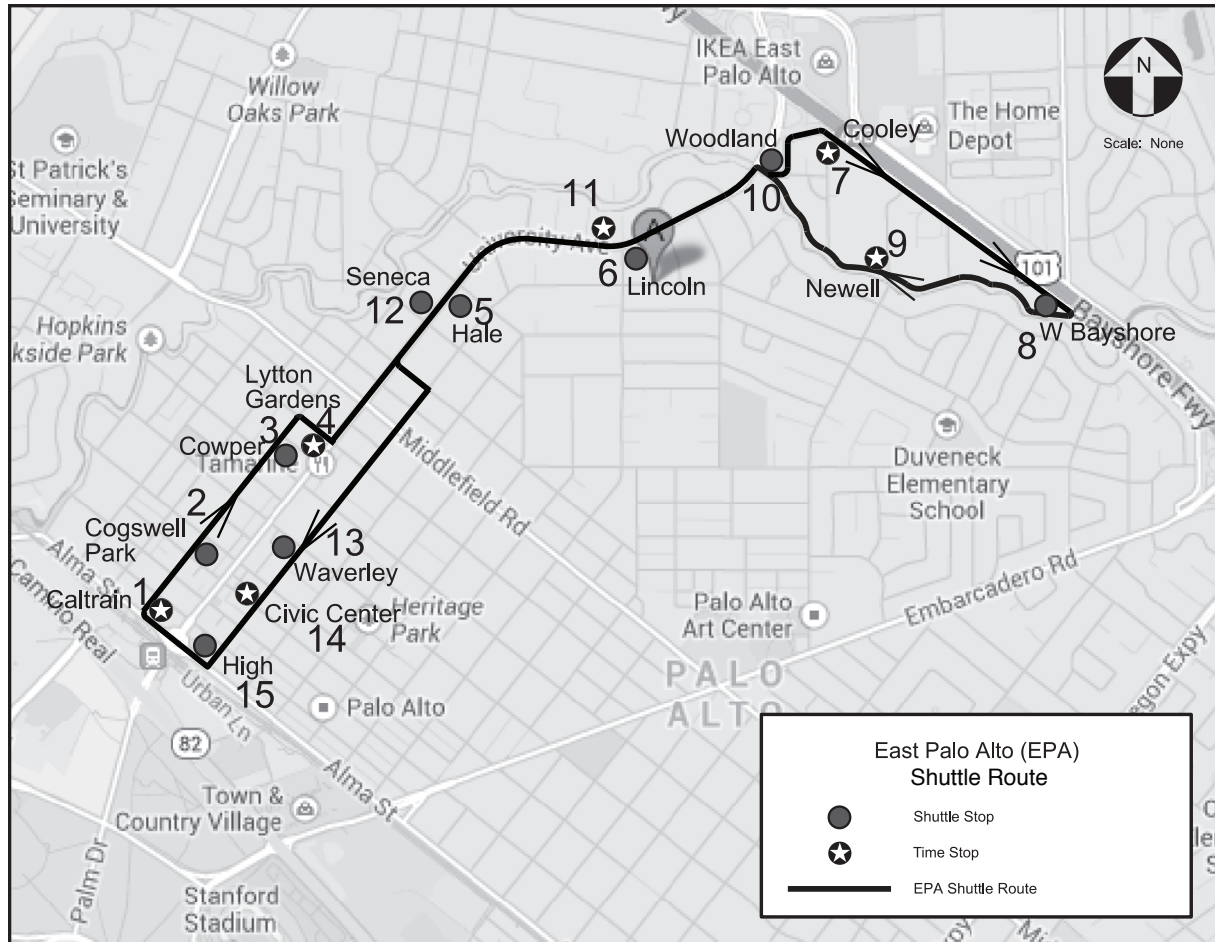 IKEA East
Palo Alto
N
Scale: None
Willow
Oaks Park
The Home
Depot
Cooley
Woodland
7
10
St Patrick's
Seminary &
University
11
University Ave
A
6
Lincoln
9
Newell
101
Bayshore Fwy
8
W Bayshore
Seneca
12
5
Hale
Hopkins
kside Park
Lytton
Gardens
4
3
Cowper
Tamarine
Middlefield Rd
Duveneck
Elementary
School
2
Cogswell
Park
13
Waverley
Alma St
Camino Real
1
Caltrain
Civic Center
14
Heritage
Park
Palo Alto
Art Center
Embarcadero Rd
High
15
PALO
ALTO
Urban Ln
Palo Alto
82
Alma St
Town &
Country Village
Palm Dr
Stanford
Stadium
East Palo Alto (EPA)
Shuttle Route
Shuttle Stop
Time Stop
EPA Shuttle Route